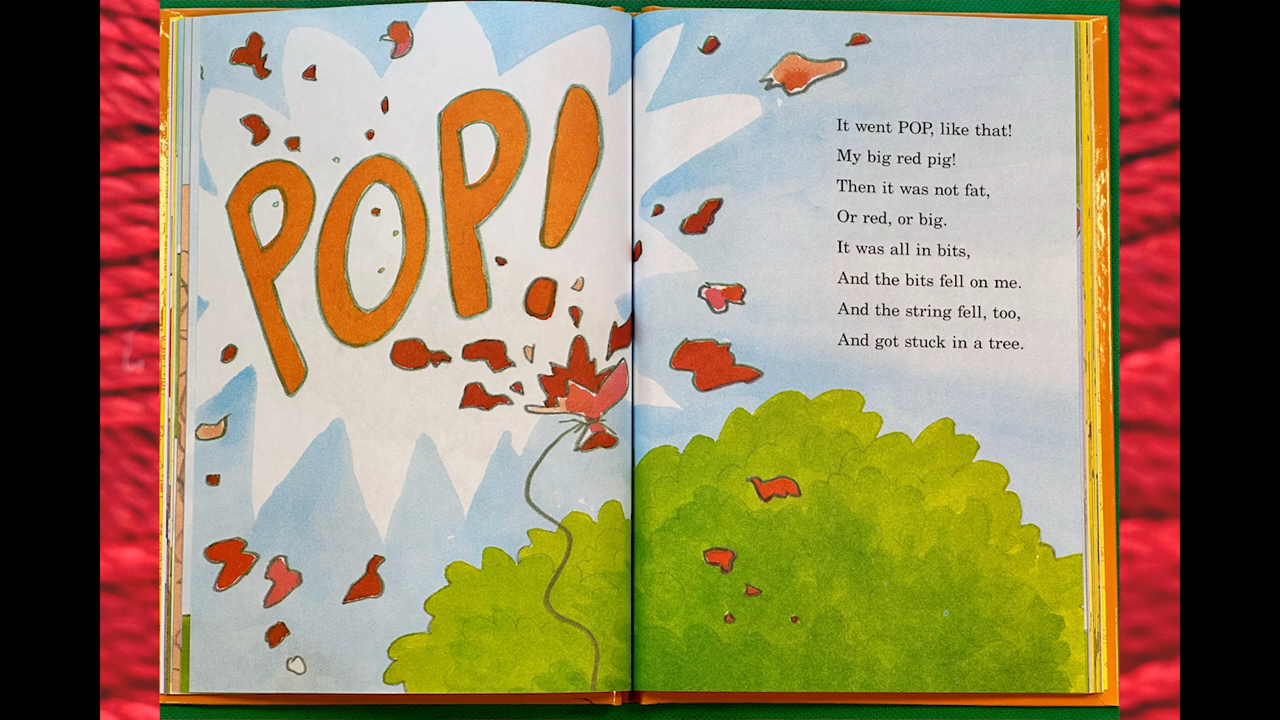 POP!
It went POP, like that!
My big red pig!
Then it was not fat,
Or red, or big.
It was all in bits,
And the bits fell on me.
And the string fell, too,
And got stuck in a tree.